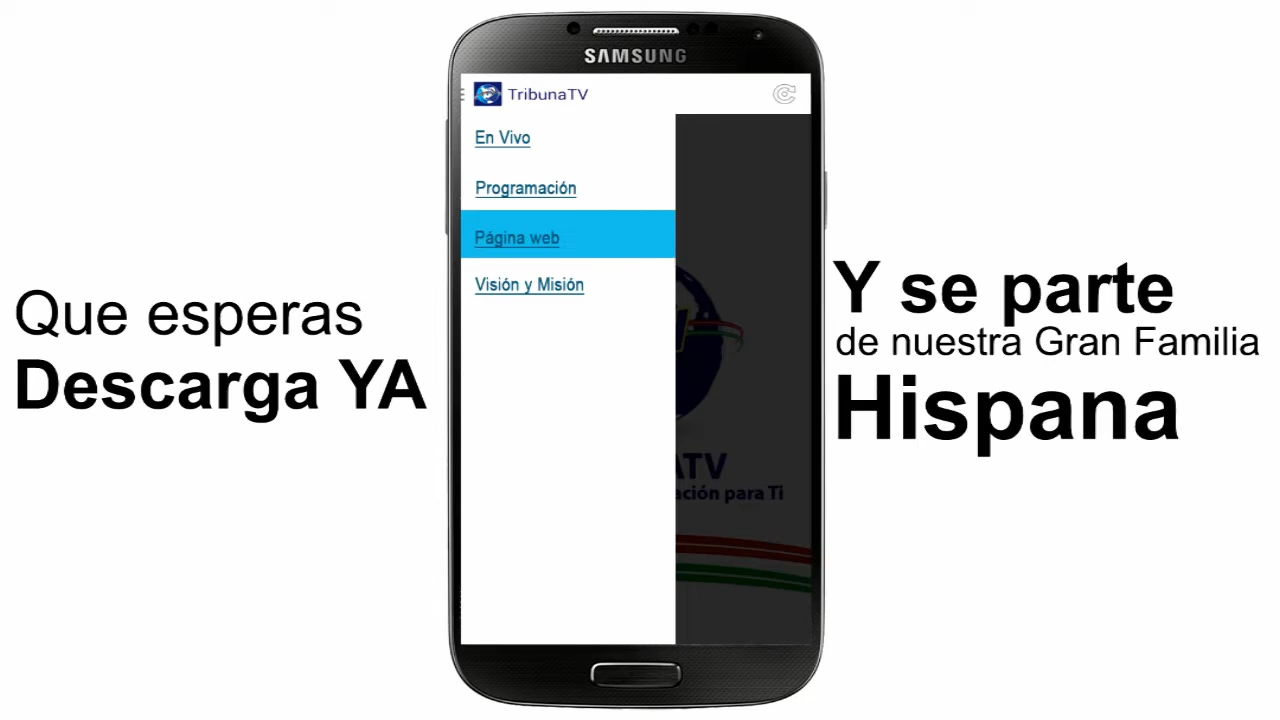 Que esperas
Descarga YA
SAMSUNG
TribunaTV
En Vivo
Programación
Página web
Visión y Misión
ATV
ación para Ti
Y se parte
de nuestra Gran Familia
Hispana